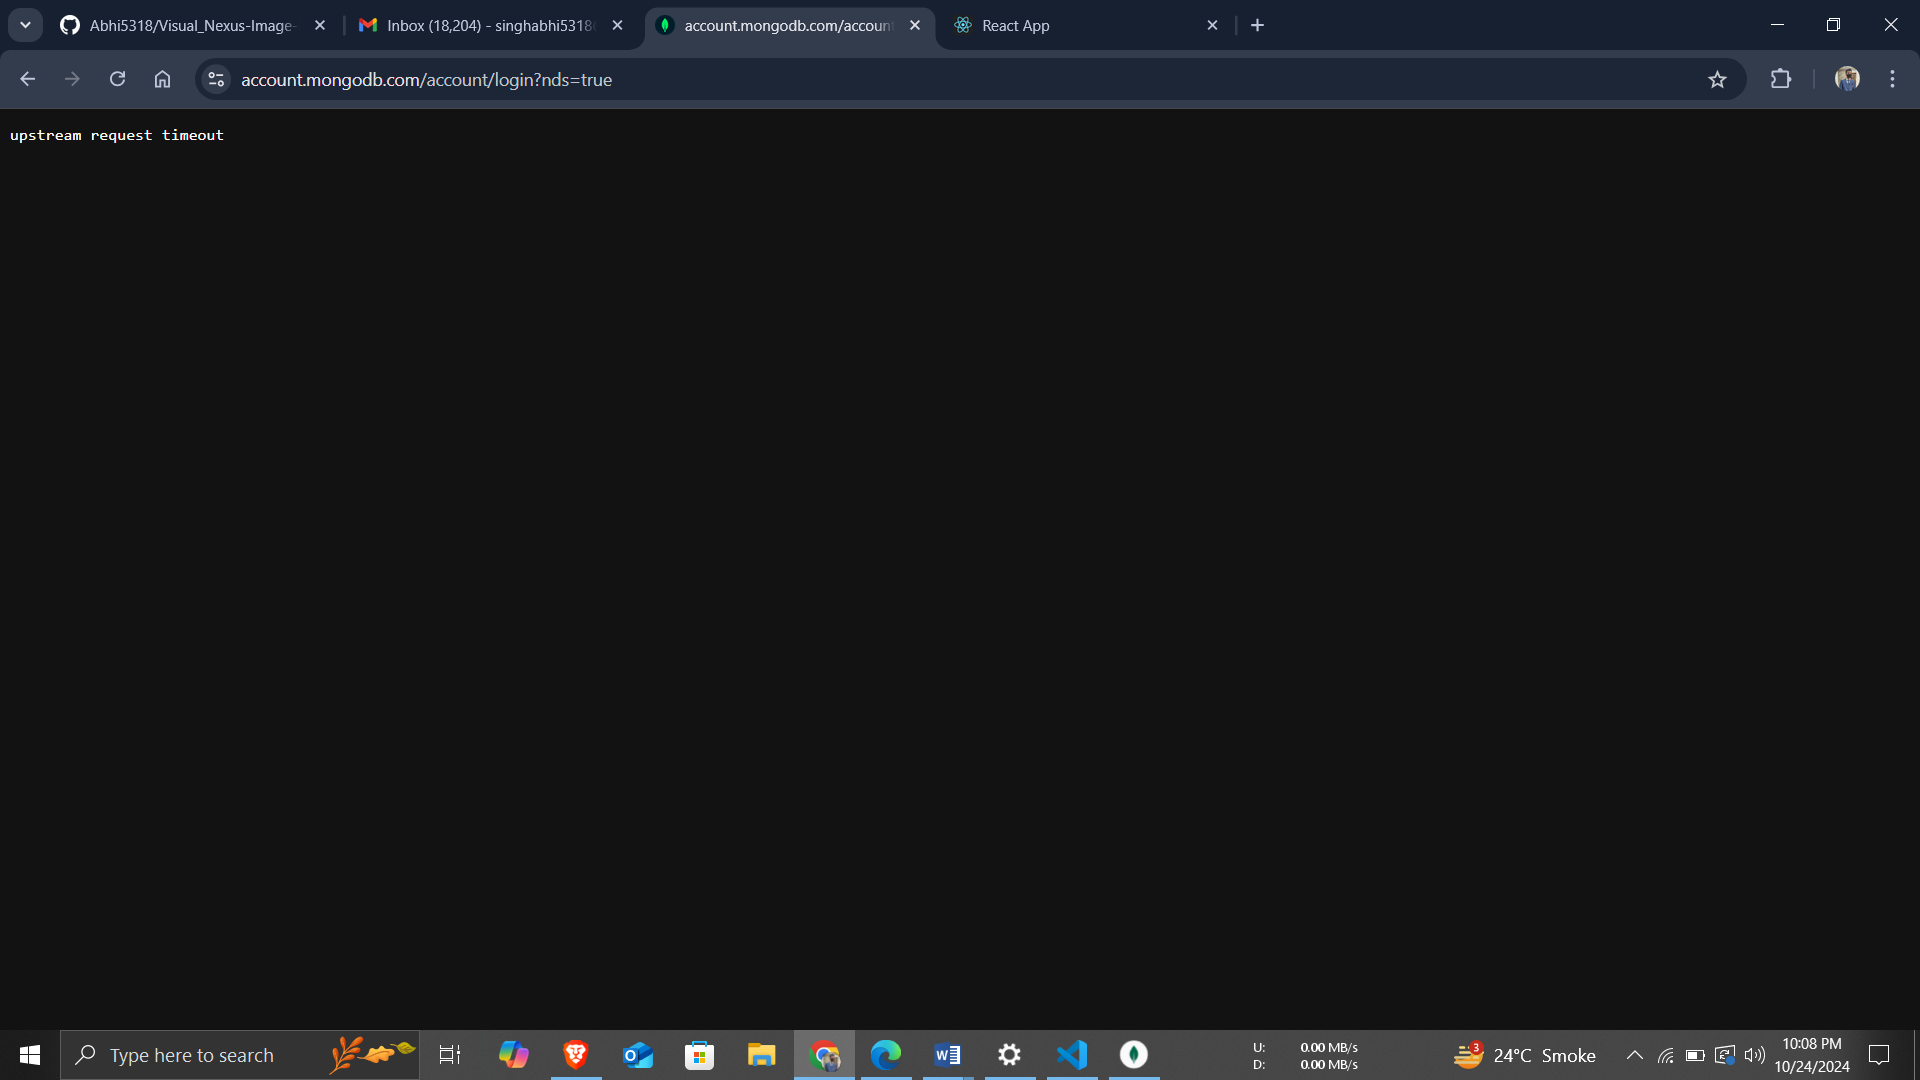 Abhi5318/Visual_Nexus-Image-
Inbox (18,204) - singhabhi5318
account.mongodb.com/accoun
React App
account.mongodb.com/account/login?nds=true
upstream request timeout
Type here to search
U: 0.00 MB/s
D: 0.00 MB/s
3
24°C Smoke
10:08 PM
10/24/2024